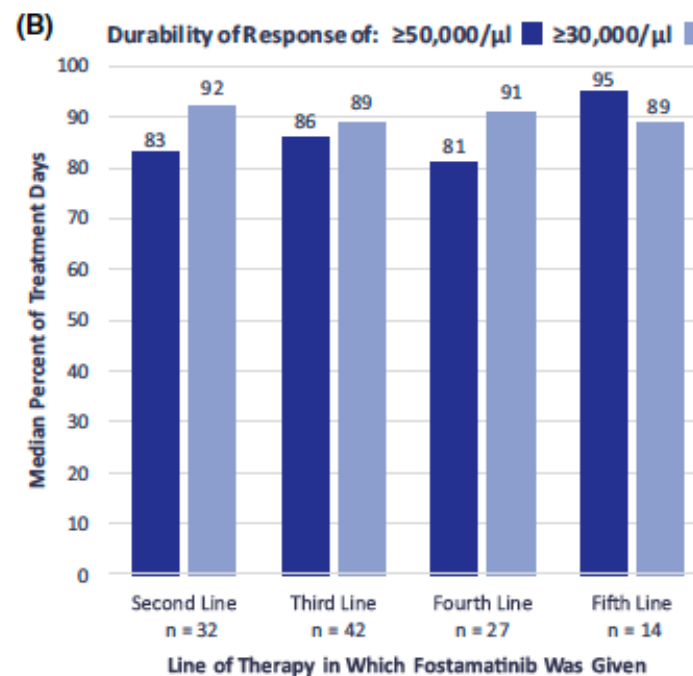 (B)
Durability of Response of: ≥50,000/µl ≥30,000/µl
100
90
80
70
60
50
40
30
20
10
0
Median Percent of Treatment Days
83
92
86
89
81
91
95
89
Second Line
n = 32
Third Line
n = 42
Fourth Line
n = 27
Fifth Line
n = 14
Line of Therapy in Which Fostamatinib Was Given